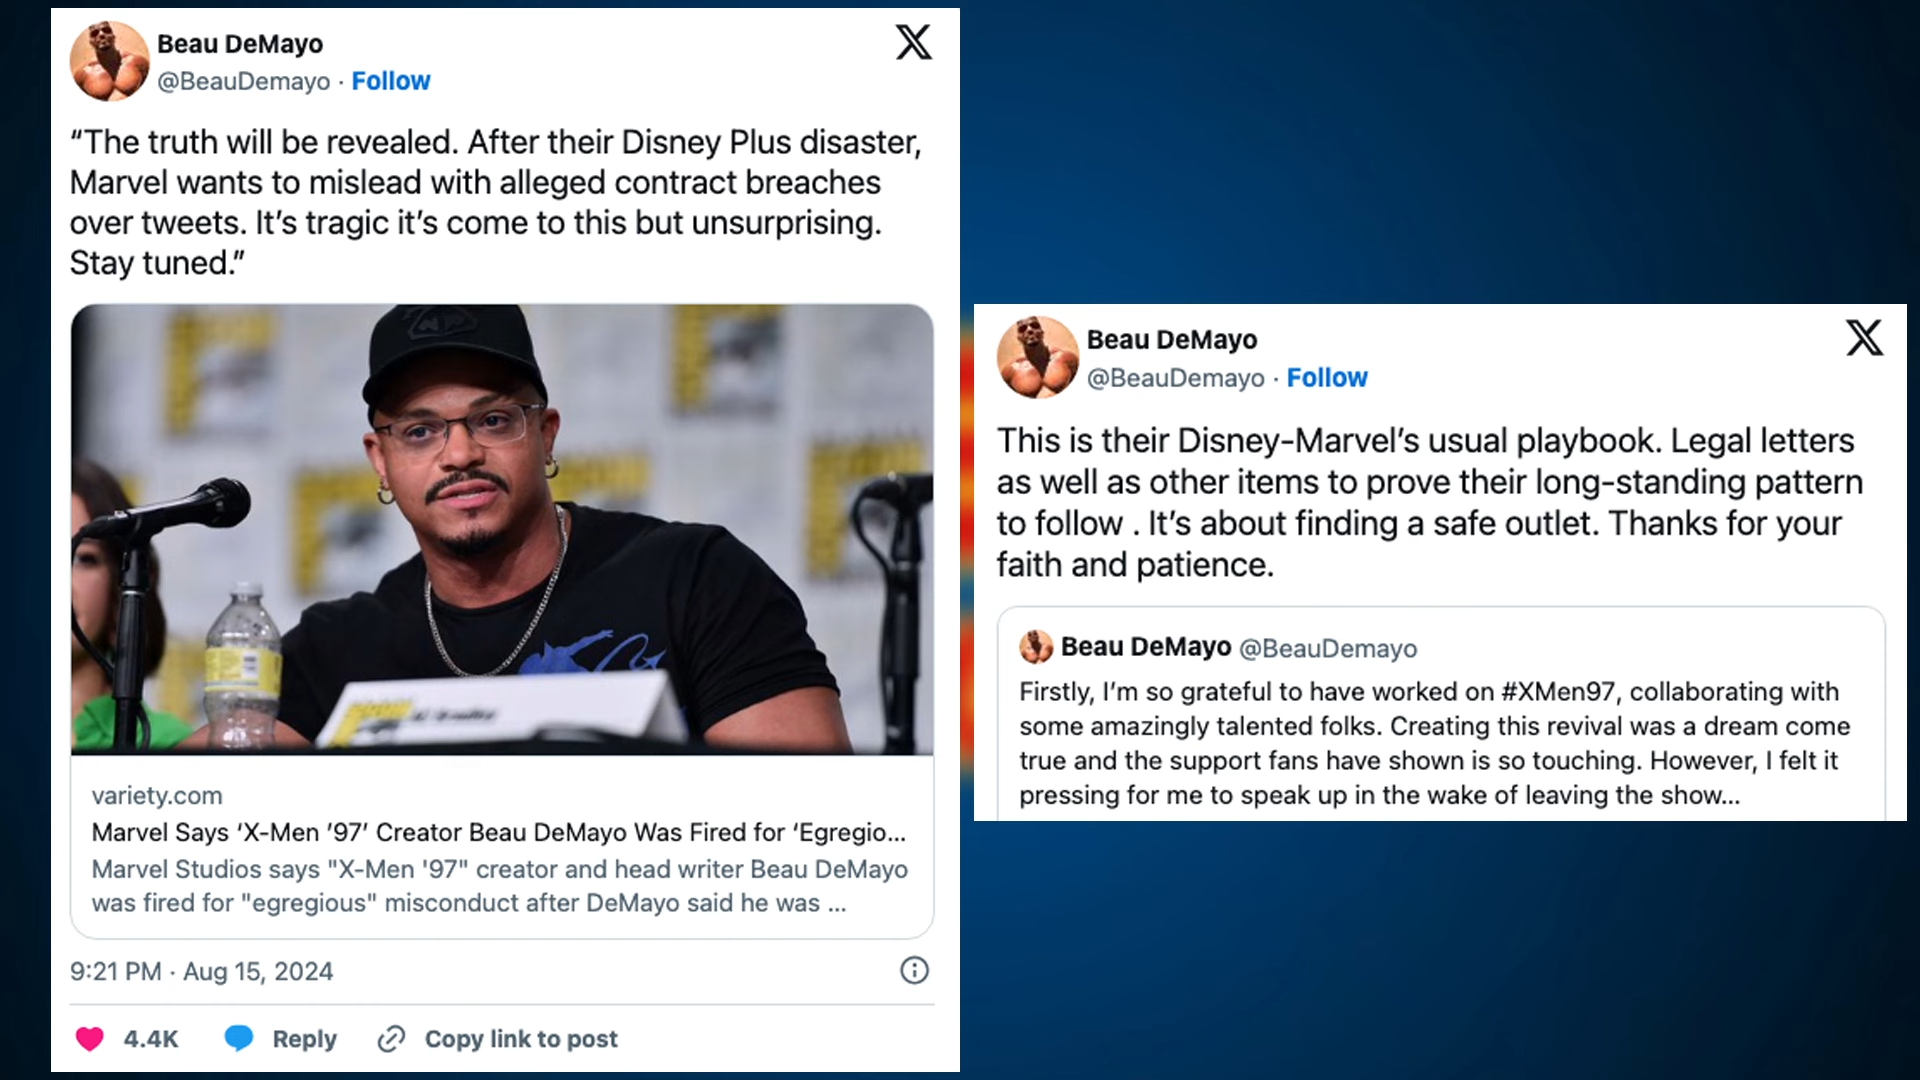 Beau DeMayo
@BeauDemayo · Follow
“The truth will be revealed. After their Disney Plus disaster,
Marvel wants to mislead with alleged contract breaches
over tweets. It’s tragic it’s come to this but unsurprising.
Stay tuned.”
variety.com
Marvel Says ‘X-Men ’97’ Creator Beau DeMayo Was Fired for ‘Egregio...
Marvel Studios says "X-Men '97" creator and head writer Beau DeMayo
was fired for "egregious" misconduct after DeMayo said he was ...
9:21 PM · Aug 15, 2024
4.4K Reply Copy link to post
Beau DeMayo
@BeauDemayo · Follow
This is their Disney-Marvel’s usual playbook. Legal letters
as well as other items to prove their long-standing pattern
to follow . It’s about finding a safe outlet. Thanks for your
faith and patience.
Beau DeMayo @BeauDemayo
Firstly, I’m so grateful to have worked on #XMen97, collaborating with
some amazingly talented folks. Creating this revival was a dream come
true and the support fans have shown is so touching. However, I felt it
pressing for me to speak up in the wake of leaving the show...